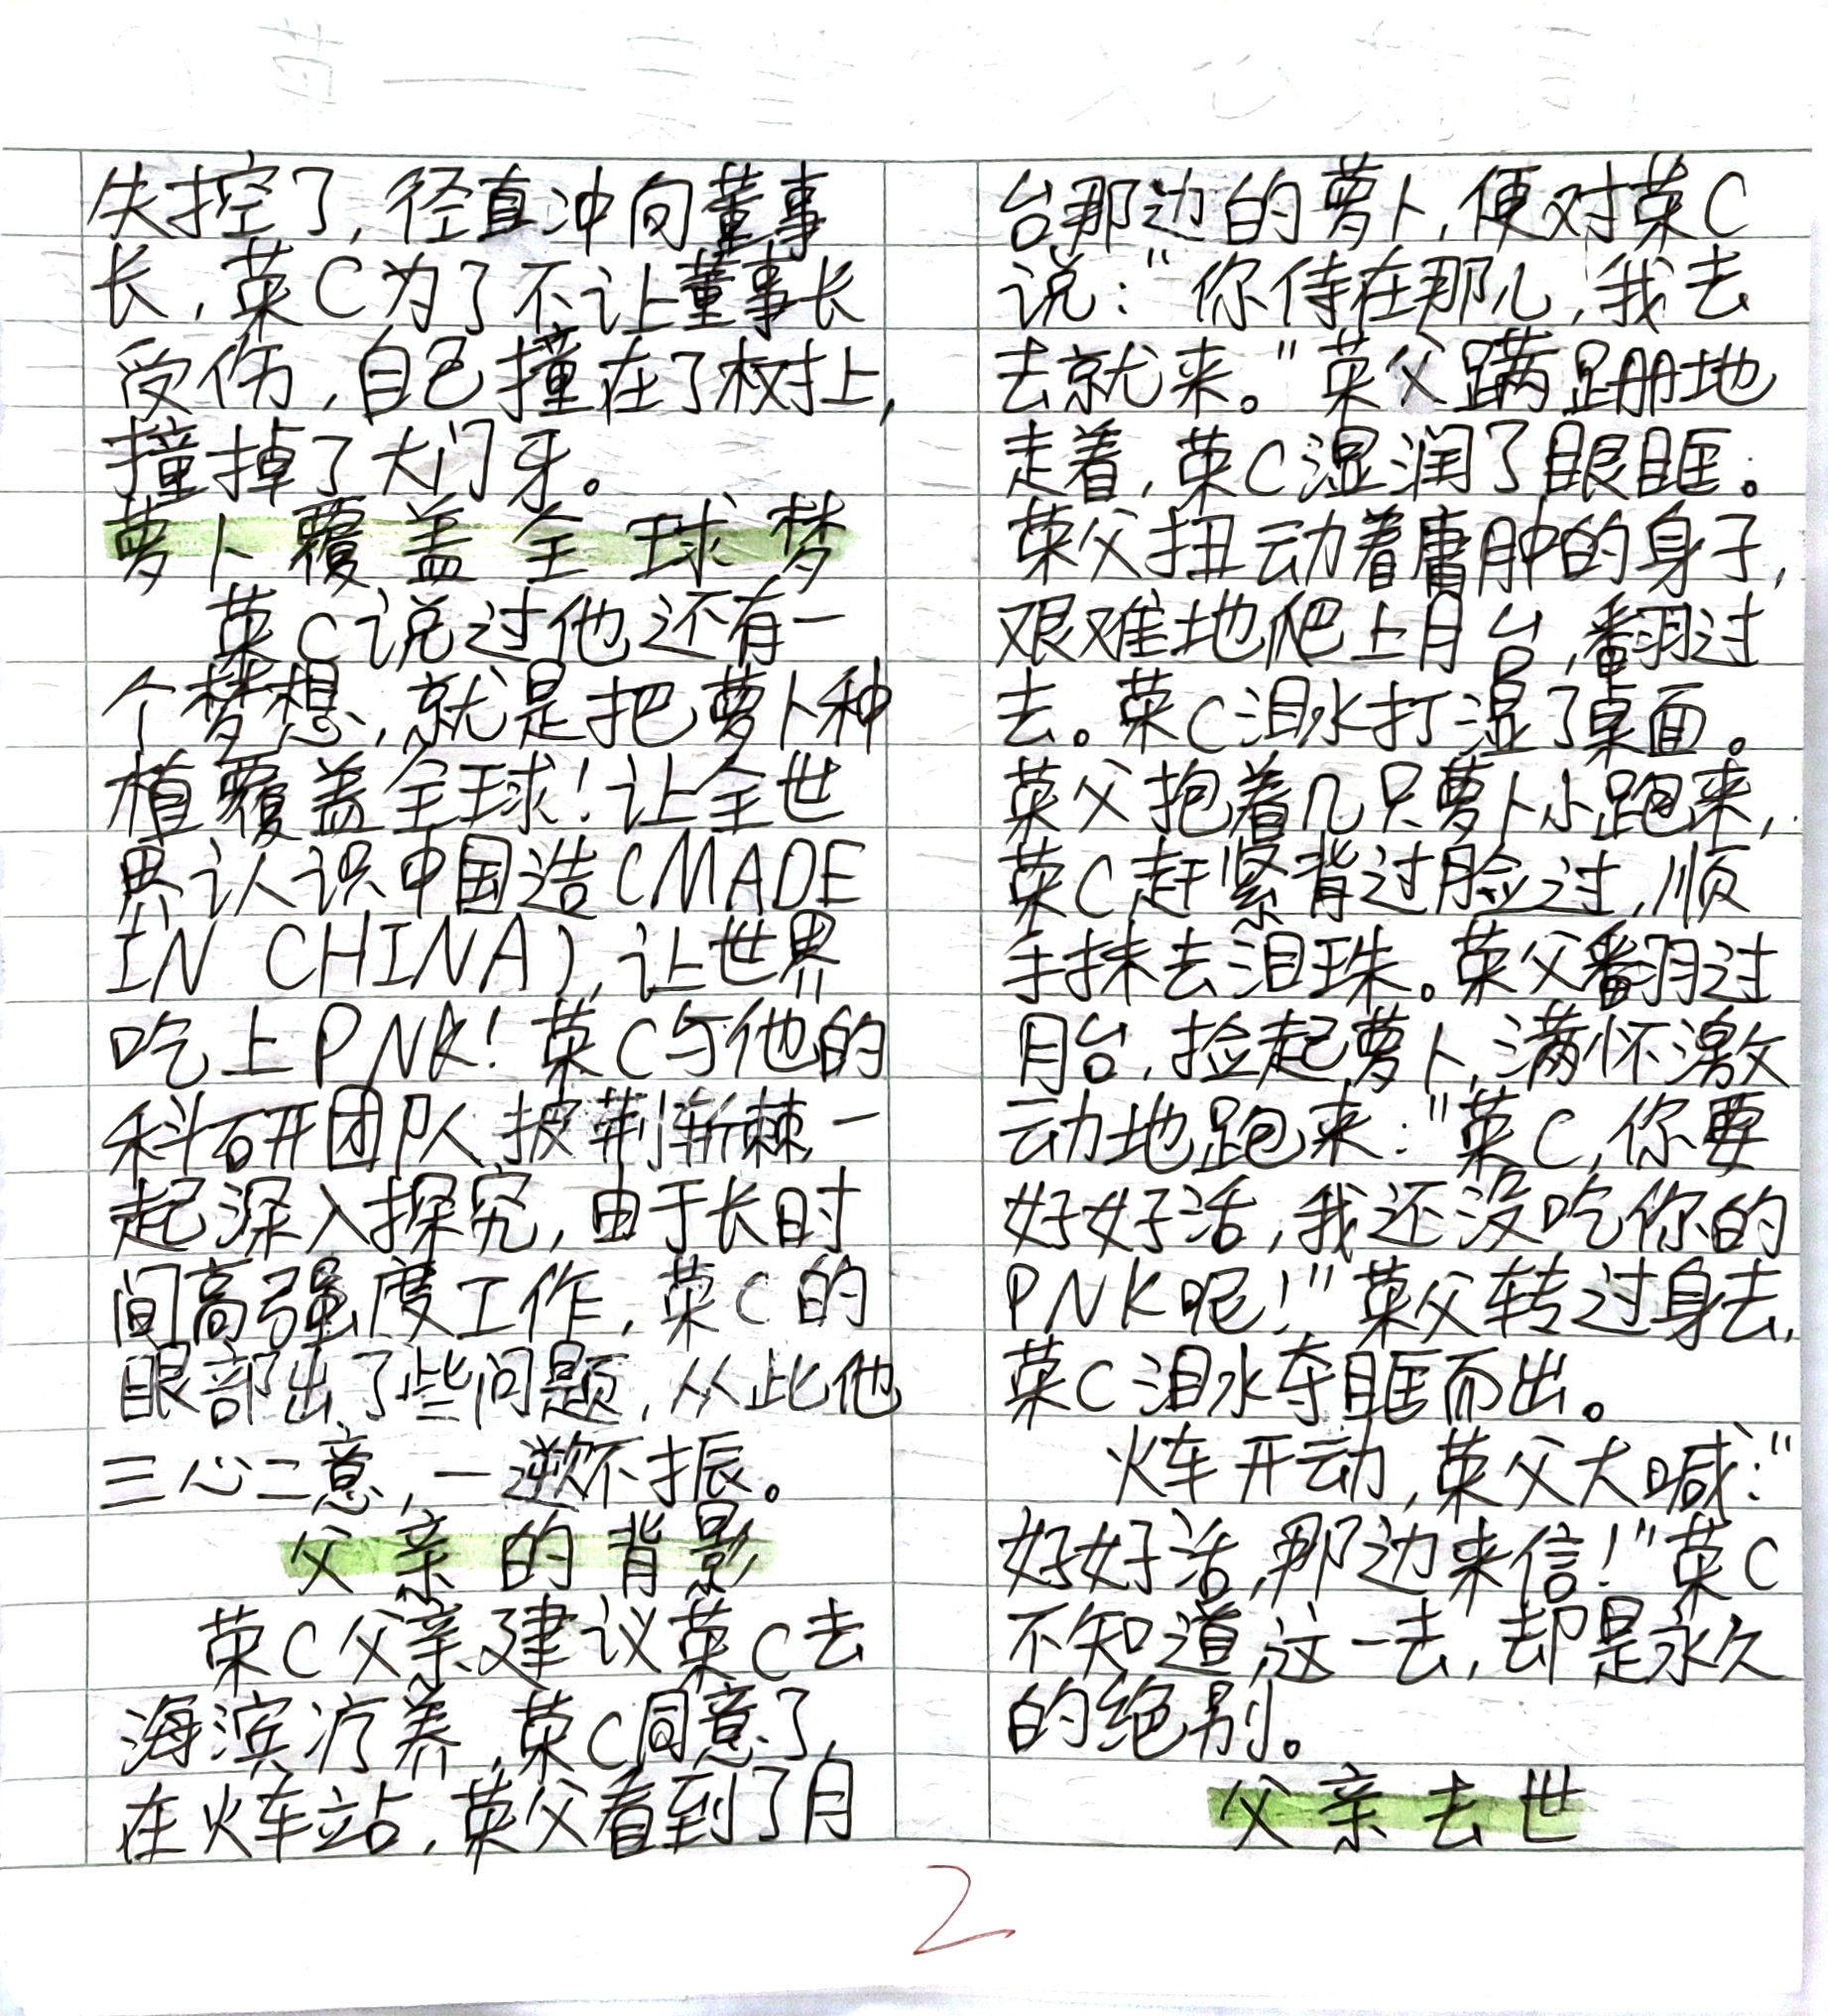 失控了,径直冲向董事
长,菜C为了不让董事长
受伤,自己撞在了树上,
撞掉了大门牙。
萝卜覆盖全球梦
菜C说过他还有一
个梦想,就是把萝卜种
植覆盖全球!让全世
界认识中国造(MADE
IN CHINA),让世界
吃上PNK!菜C与他的
科研团队披荆斩棘一
起深入探究,由于长时
间高强度工作,菜C的
眼部出了些问题,从此他
三心二意,一蹶不振。
父亲的背影
菜C父亲建议菜C去
海滨疗养,菜C同意了,
在火车站,菜父看到了月
台那边的萝卜,便对菜C
说:"你侍在那儿,我去
去就来。"菜父蹒跚地
走着,菜C湿润了眼眶。
菜父扭动着臃肿的身子,
艰难地爬上月台,翻过
去。菜C泪水打湿了桌面。
菜父抱着几只萝卜小跑来,
菜C赶紧背过脸过,顺
手抹去泪珠。菜父翻过
月台,捡起萝卜,满怀激
动地跑来:"菜C,你要
好好活,我还没吃你的
PNK呢!"菜父转过身去,
菜C泪水夺眶而出。
火车开动,菜父大喊:"
好好活,那边来信!"菜C
不知道,这一去,却是永久
的绝别。
父亲去世
2